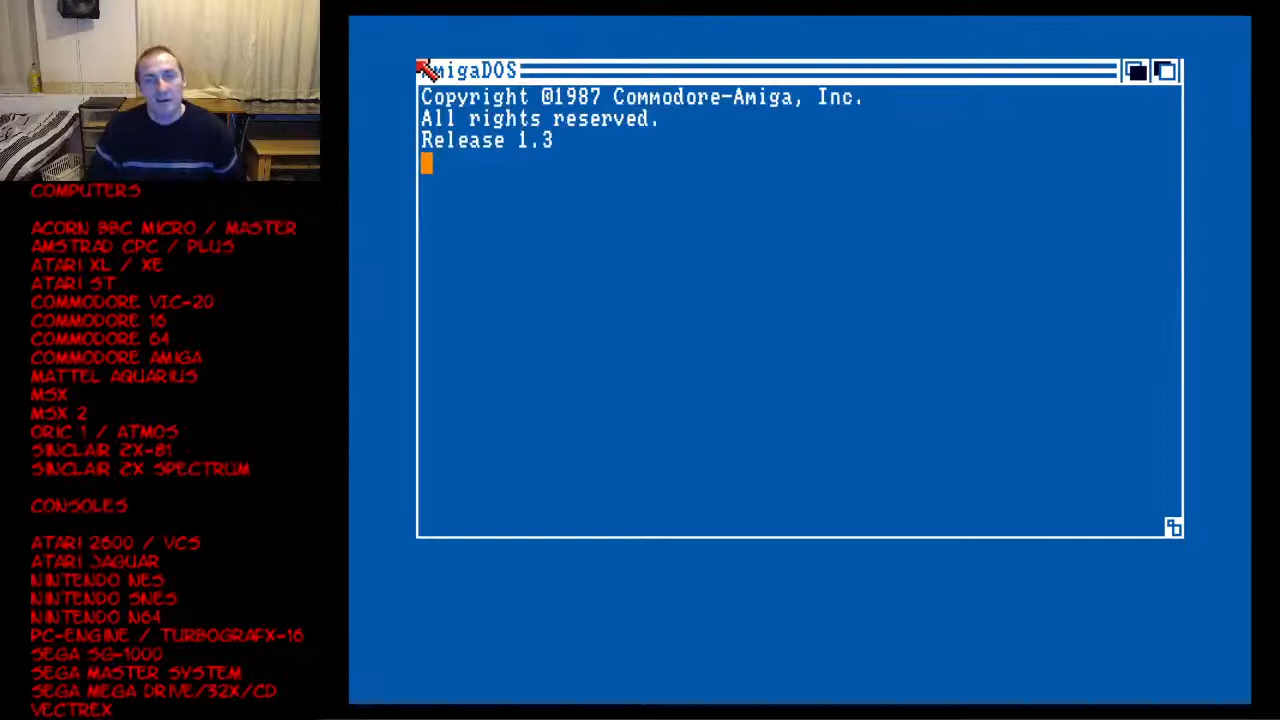 COMPUTERS
ACORN BBC MICRO / MASTER
AMSTRAD CPC / PLUS
ATARI XL / XE
ATARI ST
COMMODORE VIC-20
COMMODORE 16
COMMODORE 64
COMMODORE AMIGA
MATTEL AQUARIUS
MSX
MSX 2
ORIC 1 / ATMOS
SINCLAIR ZX-81
SINCLAIR ZX SPECTRUM
CONSOLES
ATARI 2600 / VCS
ATARI JAGUAR
NINTENDO NES
NINTENDO SNES
NINTENDO N64
PC-ENGINE / TURBOGRAFX-16
SEGA SG-1000
SEGA MASTER SYSTEM
SEGA MEGA DRIVE/32X/CD
VECTREX
AmigaDOS
Copyright @1987 Commodore-Amiga, Inc.
All rights reserved.
Release 1.3